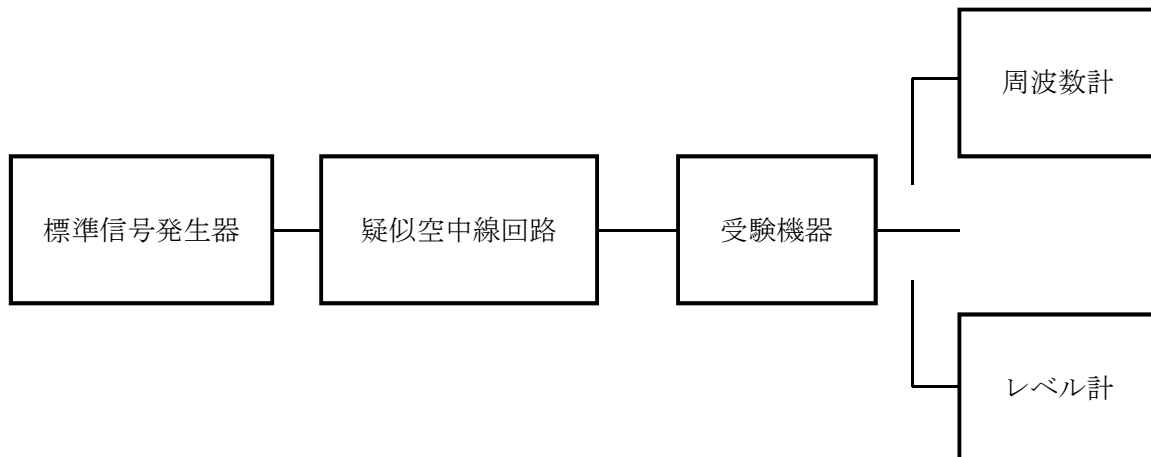 周波数計
標準信号発生器
疑似空中線回路
受験機器
レベル計